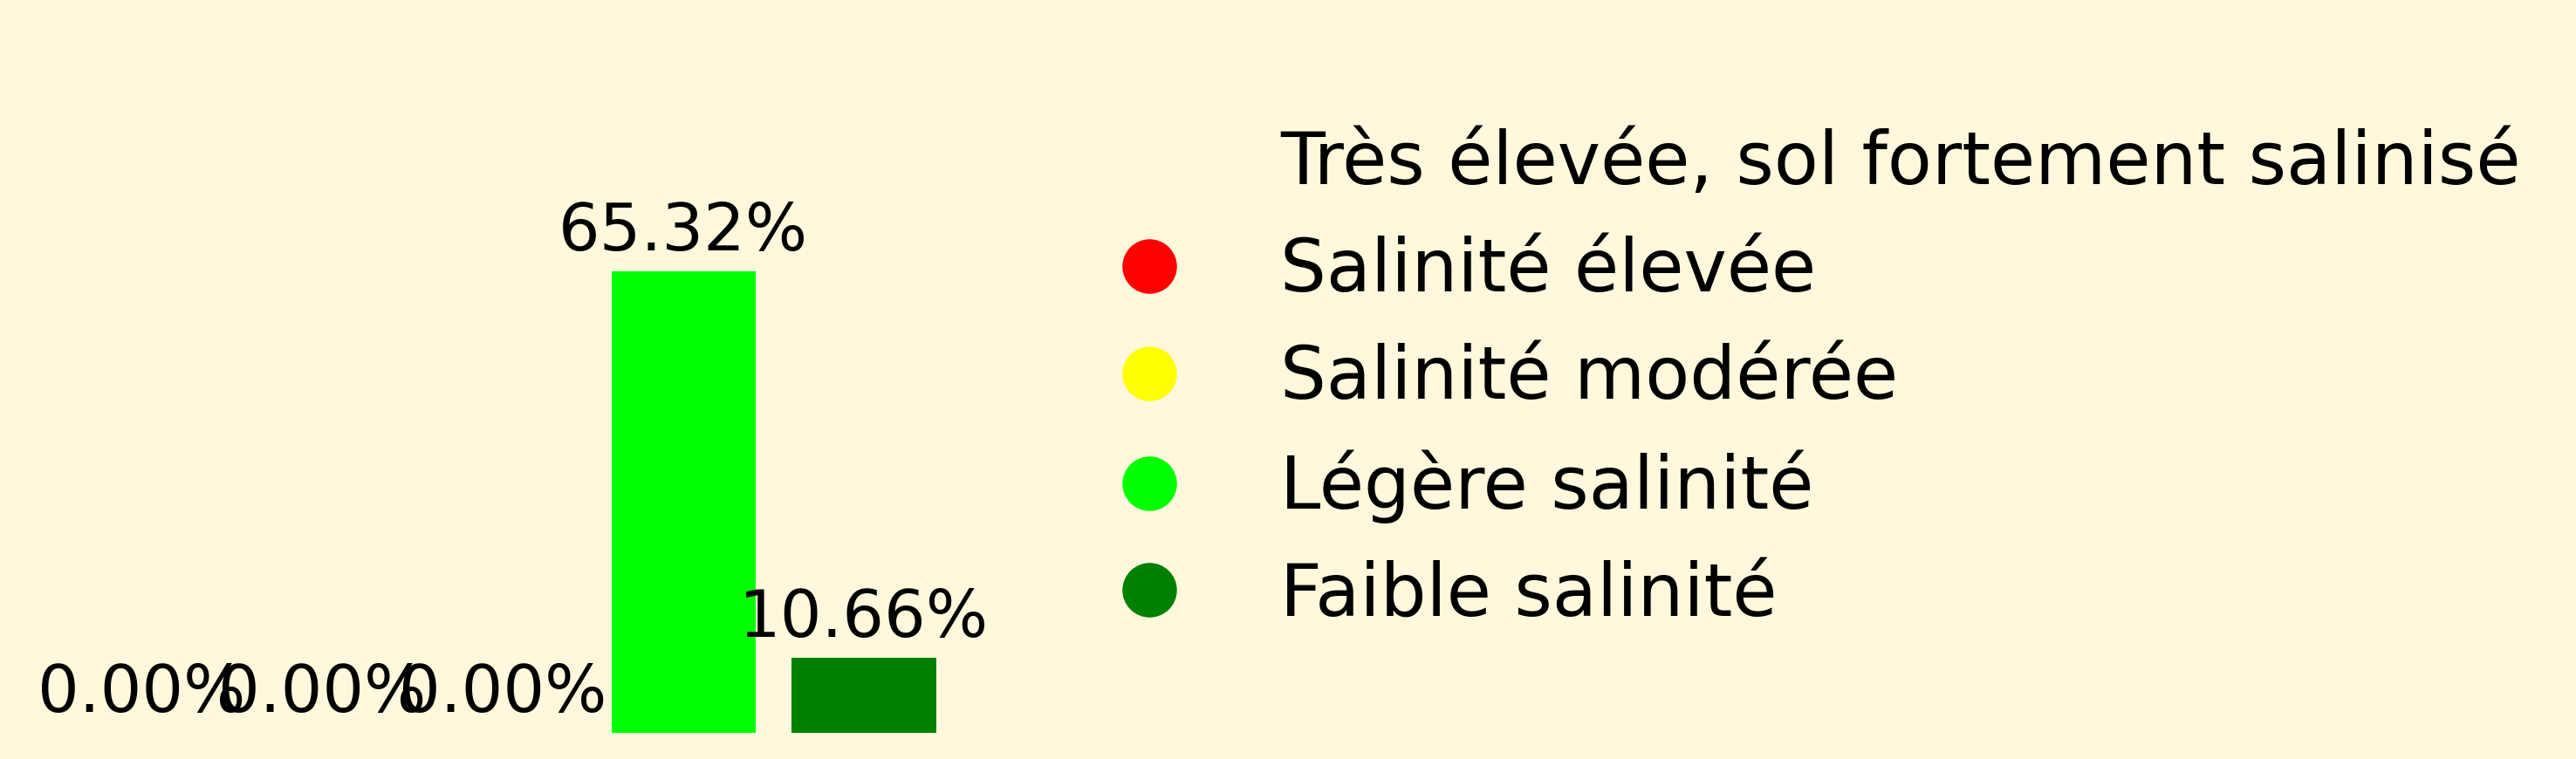 Très élevée, sol fortement salinisé
65.32%
Salinité élevée
Salinité modérée
Légère salinité
10.66%
Faible salinité
0.00% 0.00% 0.00%